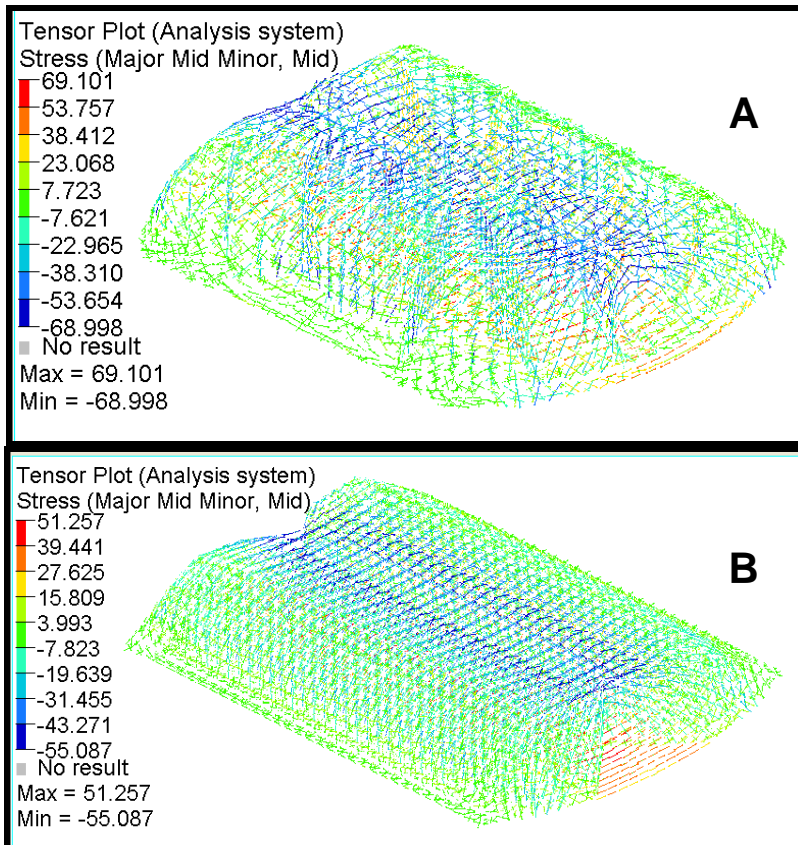 Tensor Plot (Analysis system)
Stress (Major Mid Minor, Mid)
69.101
53.757
38.412
23.068
7.723
-7.621
-22.965
-38.310
-53.654
-68.998
No result
Max = 69.101
Min = -68.998
A
Tensor Plot (Analysis system)
Stress (Major Mid Minor, Mid)
51.257
39.441
27.625
15.809
3.993
-7.823
-19.639
-31.455
-43.271
-55.087
No result
Max = 51.257
Min = -55.087
B